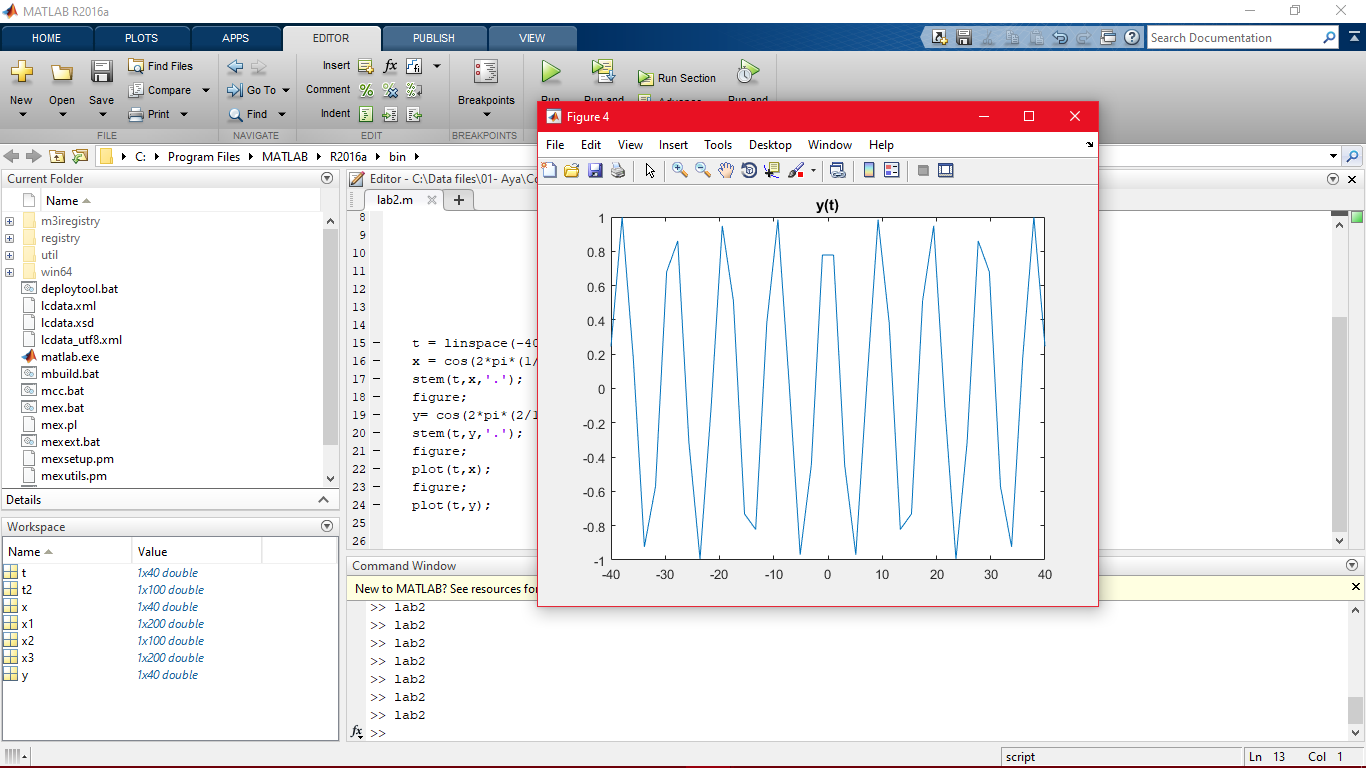 MATLAB R2016a
HOME PLOTS APPS EDITOR PUBLISH VIEW
Search Documentation
New Open Save
Find Files
Compare
Print
Go To
Find
Insert fx
Comment
Indent
Breakpoints
Run
Run and
Run Section
Advance
Run and
FILE NAVIGATE EDIT BREAKPOINTS
C: Program Files MATLAB R2016a bin
Current Folder
Name
m3iregistry
registry
util
win64
deploytool.bat
lcdata.xml
lcdata.xsd
lcdata_utf8.xml
matlab.exe
mbuild.bat
mcc.bat
mex.bat
mex.pl
mexext.bat
mexsetup.pm
mexutils.pm
Details
Workspace
Name Value
t 1x40 double
t2 1x100 double
x 1x40 double
x1 1x200 double
x2 1x100 double
x3 1x200 double
y 1x40 double
Editor - C:\Data files\01- Aya\Co
lab2.m
8
9
10
11
12
13
14
15 – t = linspace(-40
16 – x = cos(2*pi*(1/
17 – stem(t,x,'.');
18 – figure;
19 – y= cos(2*pi*(2/1
20 – stem(t,y,'.');
21 – figure;
22 – plot(t,x);
23 – figure;
24 – plot(t,y);
25
26
Figure 4
File Edit View Insert Tools Desktop Window Help
y(t)
1
0.8
0.6
0.4
0.2
0
-0.2
-0.4
-0.6
-0.8
-1
-40 -30 -20 -10 0 10 20 30 40
Command Window
New to MATLAB? See resources for
>> lab2
>> lab2
>> lab2
>> lab2
>> lab2
>> lab2
>> lab2
fx >>
script Ln 13 Col 1